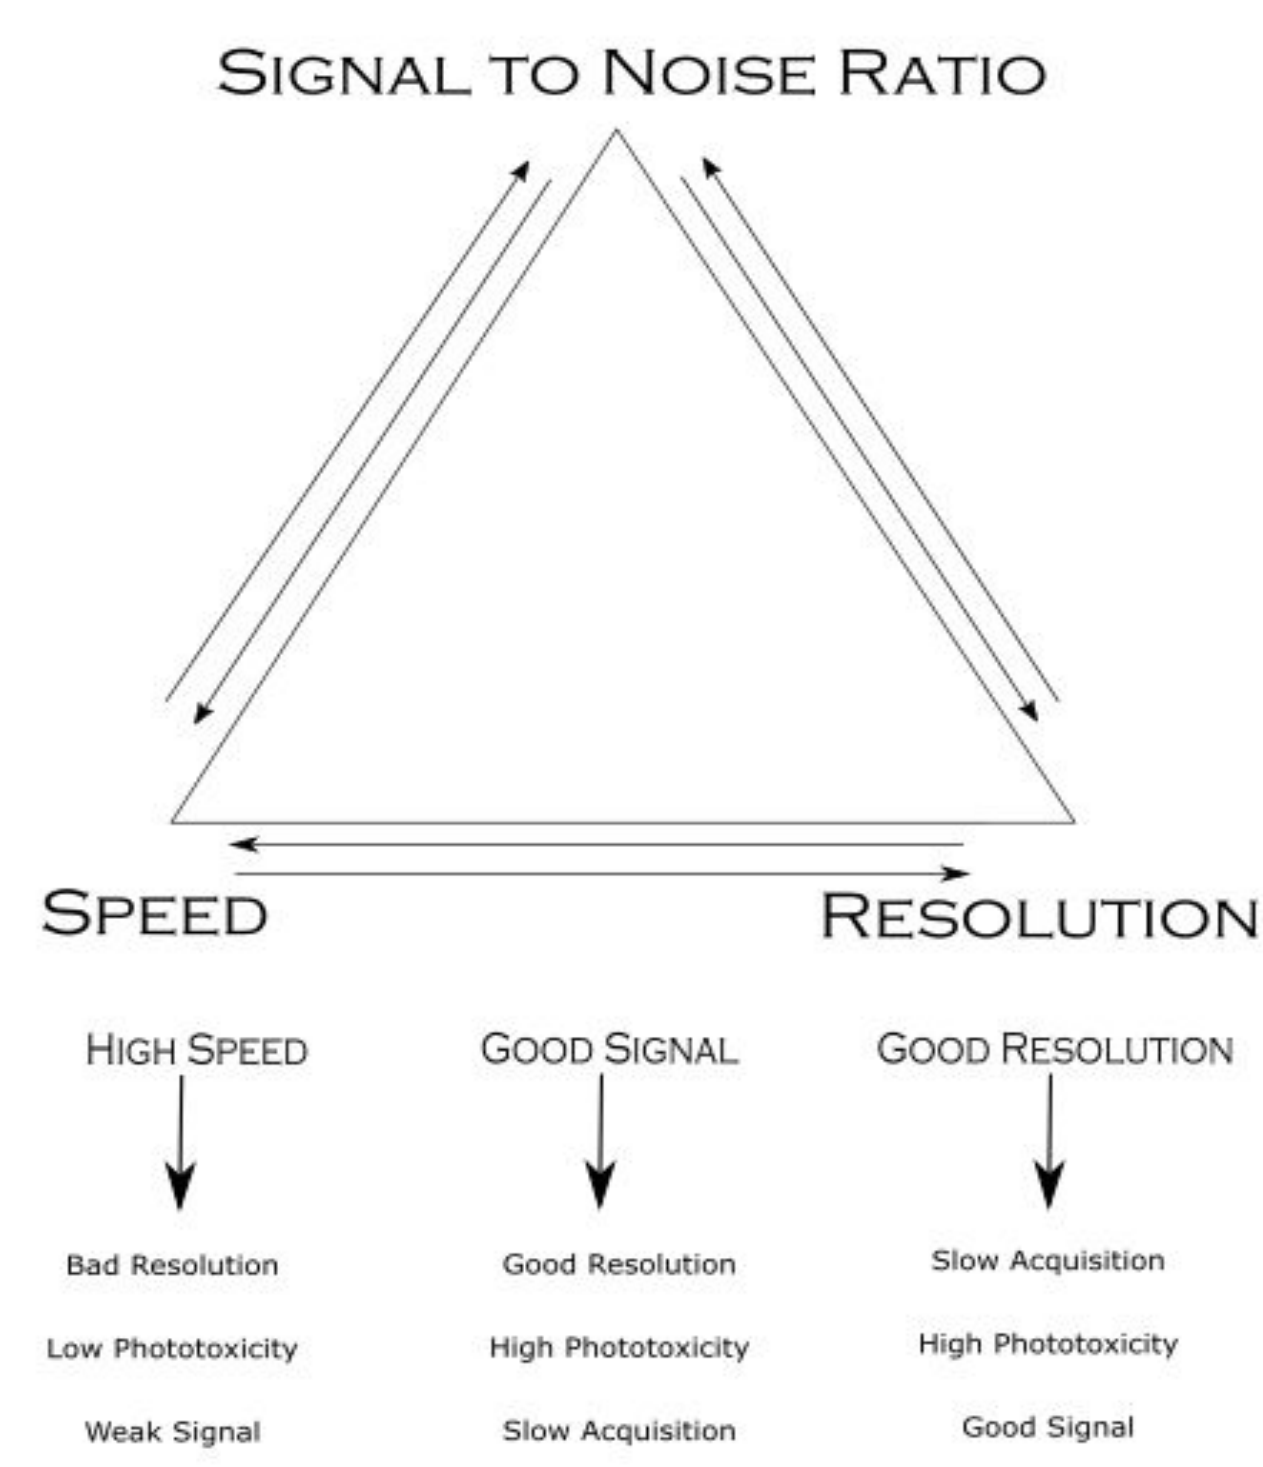 SIGNAL TO NOISE RATIO
SPEED
RESOLUTION
HIGH SPEED
Bad Resolution
Low Phototoxicity
Weak Signal
GOOD SIGNAL
Good Resolution
High Phototoxicity
Slow Acquisition
GOOD RESOLUTION
Slow Acquisition
High Phototoxicity
Good Signal